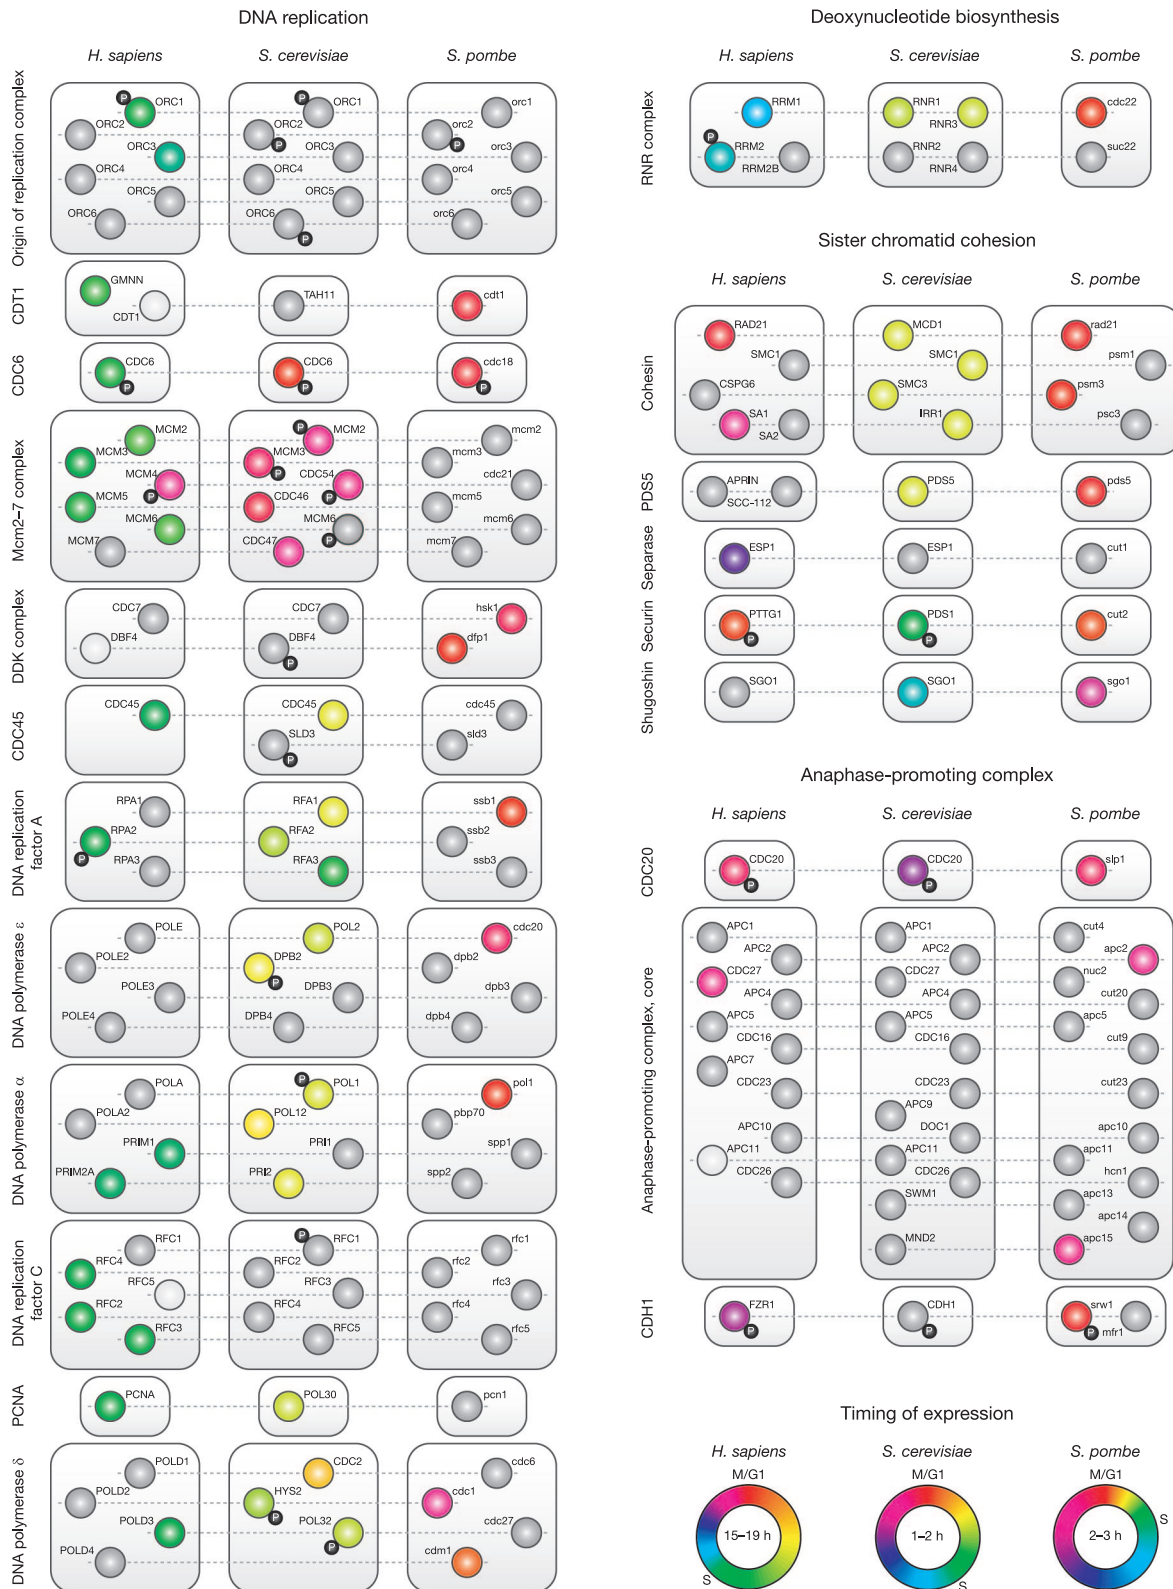 DNA replication
H. sapiens
S. cerevisiae
S. pombe
Origin of replication complex
P
ORC1
P
ORC1
orc1
ORC2
ORC2
P
orc2
P
ORC3
ORC3
orc3
ORC4
ORC4
orc4
ORC5
ORC5
orc5
ORC6
ORC6
P
orc6
CDT1
GMNN
CDT1
TAH11
cdt1
CDC6
CDC6
P
CDC6
P
cdc18
P
Mcm2–7 complex
MCM2
P
MCM2
mcm2
MCM3
MCM3
P
mcm3
MCM4
P
CDC54
P
cdc21
MCM5
CDC46
mcm5
MCM6
MCM6
P
mcm6
MCM7
CDC47
mcm7
DDK complex
CDC7
CDC7
hsk1
DBF4
DBF4
P
dfp1
CDC45
CDC45
CDC45
cdc45
SLD3
P
sld3
DNA replication
factor A
RPA1
RFA1
ssb1
RPA2
P
RFA2
ssb2
RPA3
RFA3
ssb3
DNA polymerase ε
POLE
POL2
cdc20
POLE2
DPB2
P
dpb2
POLE3
DPB3
dpb3
POLE4
DPB4
dpb4
DNA polymerase α
POLA
P
POL1
pol1
POLA2
POL12
pbp70
PRIM1
PRI1
spp1
PRIM2A
PRI2
spp2
DNA replication
factor C
RFC1
P
RFC1
rfc1
RFC4
RFC2
rfc2
RFC5
RFC3
rfc3
RFC2
RFC4
rfc4
RFC3
RFC5
rfc5
PCNA
PCNA
POL30
pcn1
DNA polymerase δ
POLD1
CDC2
cdc6
POLD2
HYS2
P
cdc1
POLD3
POL32
P
cdc27
POLD4
cdm1
Deoxynucleotide biosynthesis
H. sapiens
S. cerevisiae
S. pombe
RNR complex
RRM1
RNR1
RNR3
cdc22
P
RRM2
RRM2B
RNR2
RNR4
suc22
Sister chromatid cohesion
H. sapiens
S. cerevisiae
S. pombe
Cohesin
RAD21
MCD1
rad21
SMC1
SMC1
psm1
CSPG6
SMC3
psm3
SA1
SA2
IRR1
psc3
PDS5
APRIN
SCC-112
PDS5
pds5
Separase
ESP1
ESP1
cut1
Securin
PTTG1
P
PDS1
P
cut2
Shugoshin
SGO1
SGO1
sgo1
Anaphase-promoting complex
H. sapiens
S. cerevisiae
S. pombe
CDC20
CDC20
P
CDC20
P
slp1
Anaphase-promoting complex, core
APC1
APC1
cut4
APC2
APC2
apc2
CDC27
CDC27
nuc2
APC4
APC4
cut20
APC5
APC5
apc5
CDC16
CDC16
cut9
APC7
CDC23
CDC23
cut23
APC9
APC10
DOC1
apc10
APC11
APC11
apc11
CDC26
CDC26
hcn1
SWM1
apc13
apc14
MND2
apc15
CDH1
FZR1
P
CDH1
P
srw1
P
mfr1
Timing of expression
H. sapiens
S. cerevisiae
S. pombe
M/G1
M/G1
M/G1
15–19 h
1–2 h
2–3 h
S
S
S